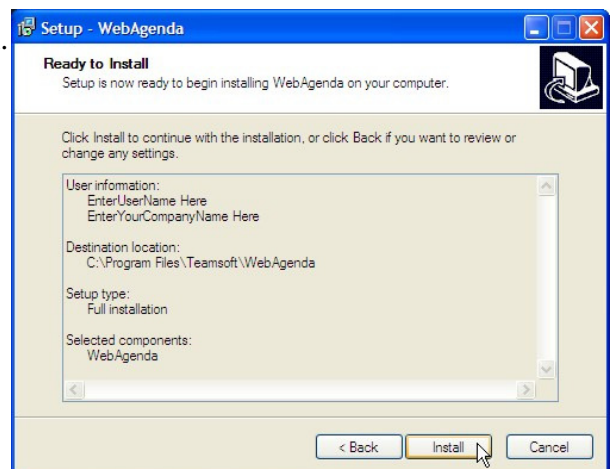 Setup - WebAgenda
Ready to Install
Setup is now ready to begin installing WebAgenda on your computer.
Click Install to continue with the installation, or click Back if you want to review or
change any settings.
User information:
EnterUserName Here
EnterYourCompanyName Here
Destination location:
C:\Program Files\Teamsoft\WebAgenda
Setup type:
Full installation
Selected components:
WebAgenda
< Back Install Cancel